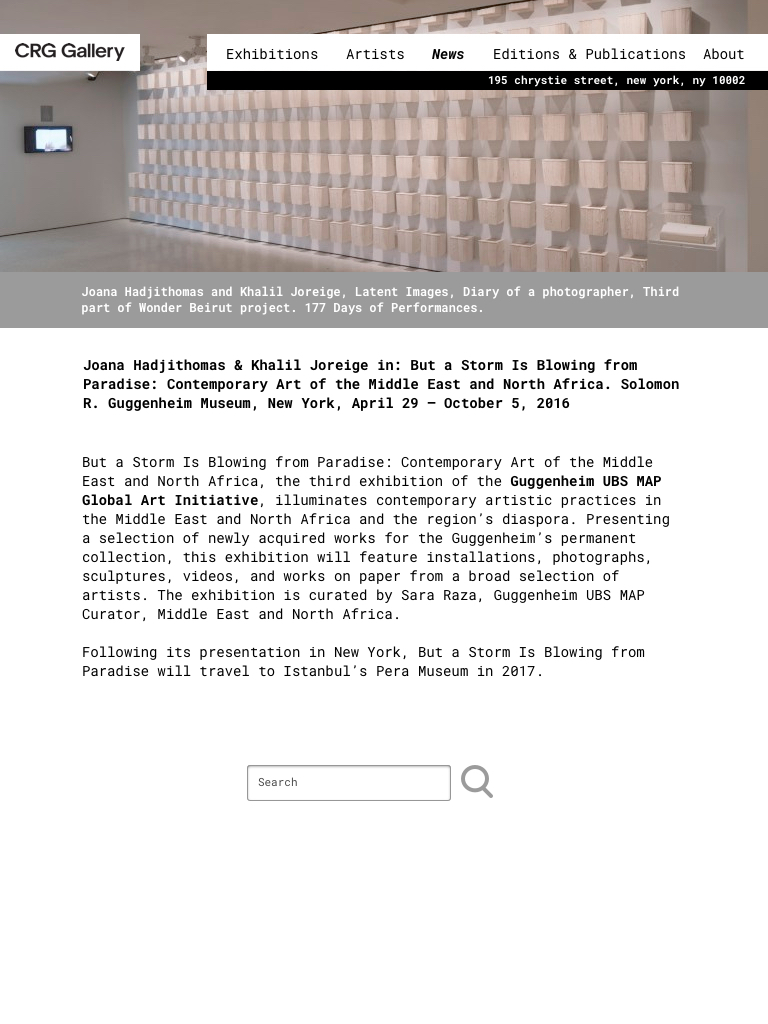 CRG Gallery
Exhibitions Artists News Editions & Publications About
195 chrystie street, new york, ny 10002
Joana Hadjithomas and Khalil Joreige, Latent Images, Diary of a photographer, Third
part of Wonder Beirut project. 177 Days of Performances.
Joana Hadjithomas & Khalil Joreige in: But a Storm Is Blowing from
Paradise: Contemporary Art of the Middle East and North Africa. Solomon
R. Guggenheim Museum, New York, April 29 – October 5, 2016
But a Storm Is Blowing from Paradise: Contemporary Art of the Middle
East and North Africa, the third exhibition of the Guggenheim UBS MAP
Global Art Initiative, illuminates contemporary artistic practices in
the Middle East and North Africa and the region’s diaspora. Presenting
a selection of newly acquired works for the Guggenheim’s permanent
collection, this exhibition will feature installations, photographs,
sculptures, videos, and works on paper from a broad selection of
artists. The exhibition is curated by Sara Raza, Guggenheim UBS MAP
Curator, Middle East and North Africa.
Following its presentation in New York, But a Storm Is Blowing from
Paradise will travel to Istanbul’s Pera Museum in 2017.
Search